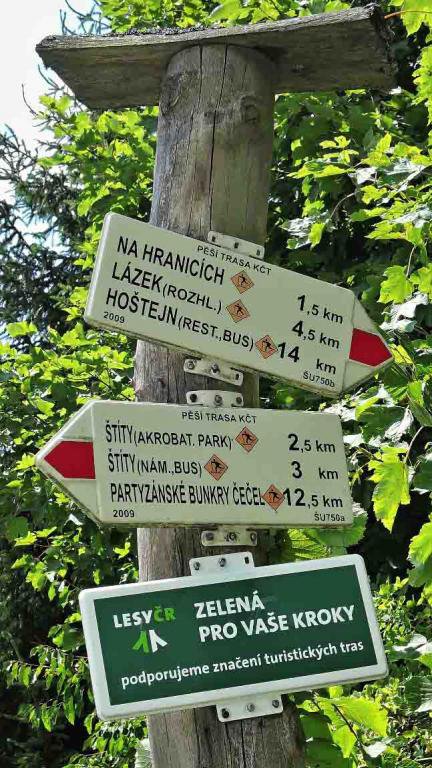 PĚŠÍ TRASA KČT
NA HRANICÍCH 1,5 km
LÁZEK (ROZHL.) 4,5 km
HOŠTEJN (REST.,BUS) 14 km
2009 ŠU750b
PĚŠÍ TRASA KČT
ŠTÍTY (AKROBAT. PARK) 2,5 km
ŠTÍTY (NÁM.,BUS) 3 km
PARTYZÁNSKÉ BUNKRY ČEČEL 12,5 km
2009 ŠU750a
LESY ČR ZELENÁ
PRO VAŠE KROKY
podporujeme značení turistických tras